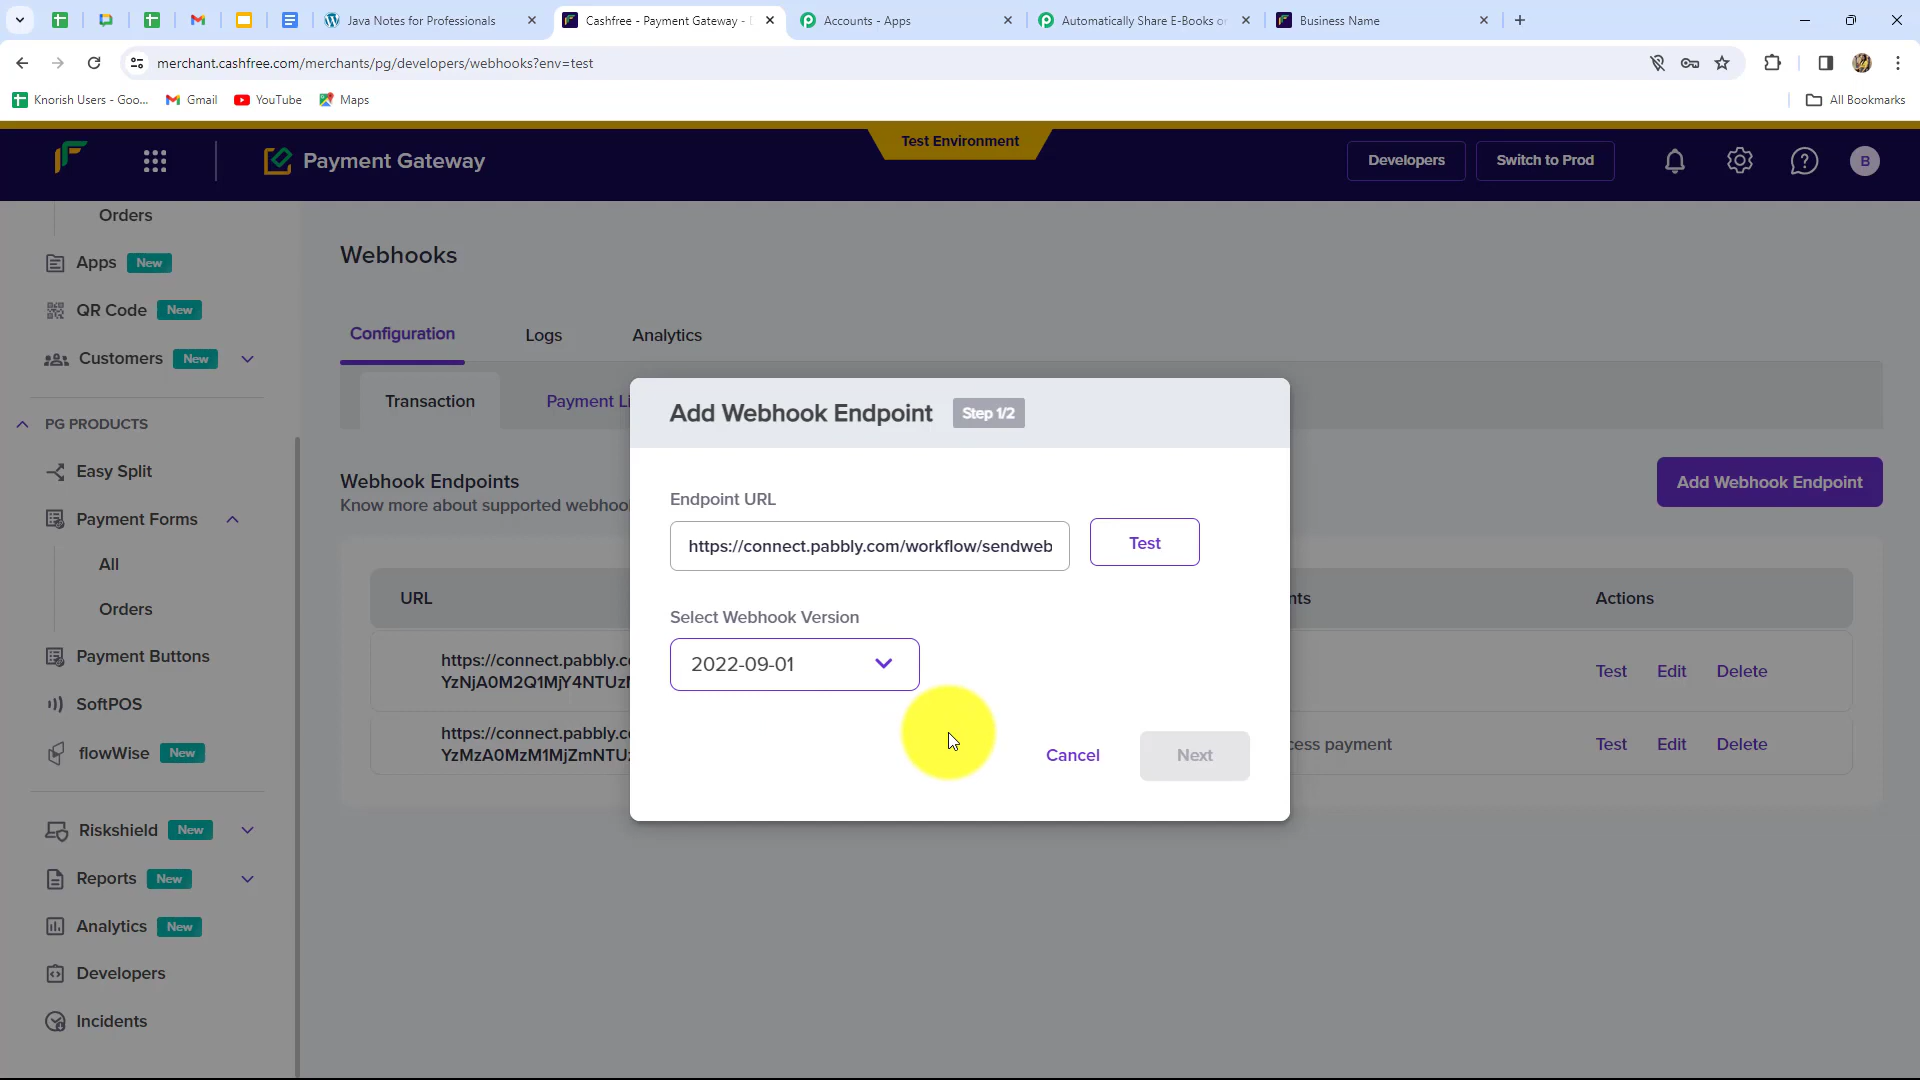 Java Notes for Professionals
Cashfree - Payment Gateway -
Accounts - Apps
Automatically Share E-Books or
Business Name
merchant.cashfree.com/merchants/pg/developers/webhooks?env=test
Knorish Users - Goo...
Gmail
YouTube
Maps
All Bookmarks
Payment Gateway
Test Environment
Developers
Switch to Prod
B
Orders
Apps New
QR Code New
Customers New
PG PRODUCTS
Easy Split
Payment Forms
All
Orders
Payment Buttons
SoftPOS
flowWise New
Riskshield New
Reports New
Analytics New
Developers
Incidents
Webhooks
Configuration
Logs
Analytics
Transaction
Payment Li
Webhook Endpoints
Know more about supported webhoo
Add Webhook Endpoint
URL
nts
Actions
https://connect.pabbly.c
Test Edit Delete
https://connect.pabbly.c
cess payment
Test Edit Delete
Add Webhook Endpoint
Step 1/2
Endpoint URL
https://connect.pabbly.com/workflow/sendweb
Test
Select Webhook Version
2022-09-01
Cancel
Next